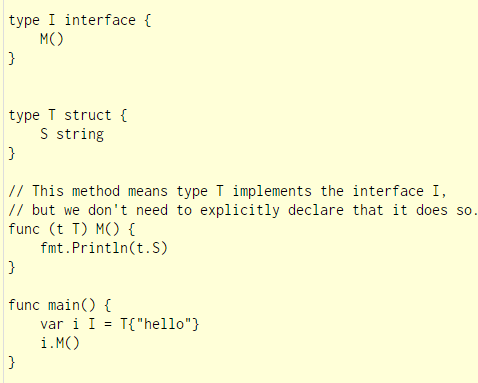 type I interface {
    M()
}
type T struct {
    S string
}
// This method means type T implements the interface I,
// but we don't need to explicitly declare that it does so.
func (t T) M() {
    fmt.Println(t.S)
}
func main() {
    var i I = T{"hello"}
    i.M()
}